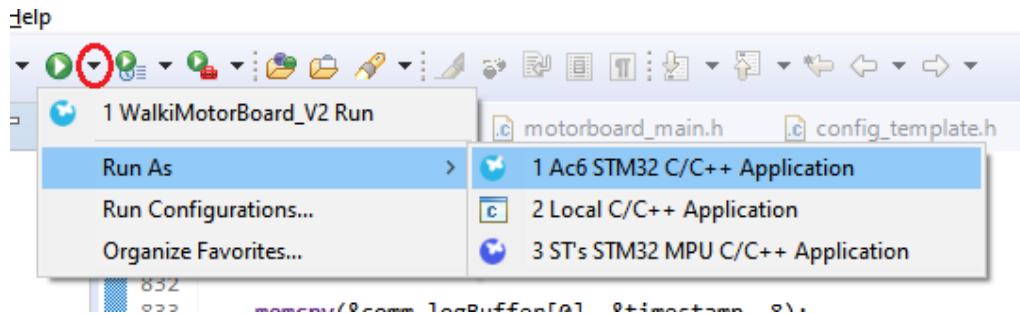 Help
1 WalkiMotorBoard_V2 Run
motorboard_main.h
config_template.h
Run As
1 Ac6 STM32 C/C++ Application
Run Configurations...
2 Local C/C++ Application
Organize Favorites...
3 ST's STM32 MPU C/C++ Application
832
833 memcpy(&comm.logBuffer[0], &timestamp, 8);